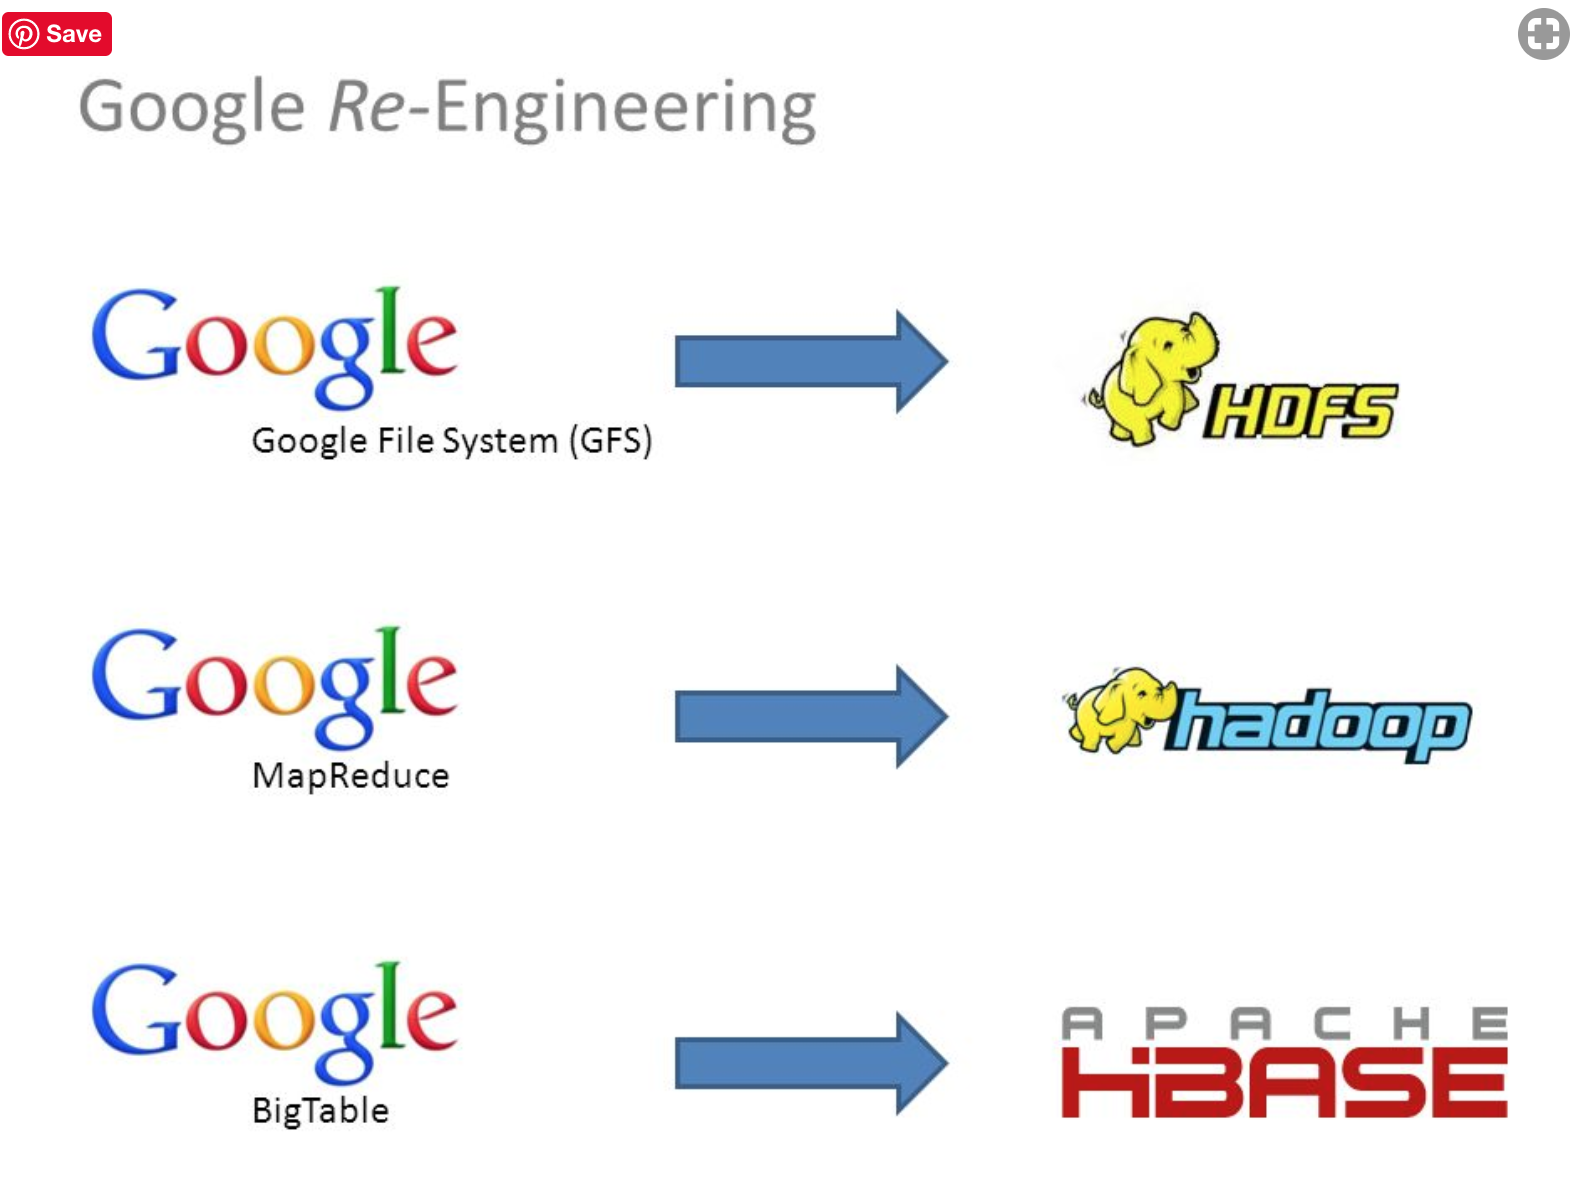 Save
Google Re-Engineering
Google
Google File System (GFS)
HDFS
Google
MapReduce
hadoop
Google
BigTable
APACHE
HBASE